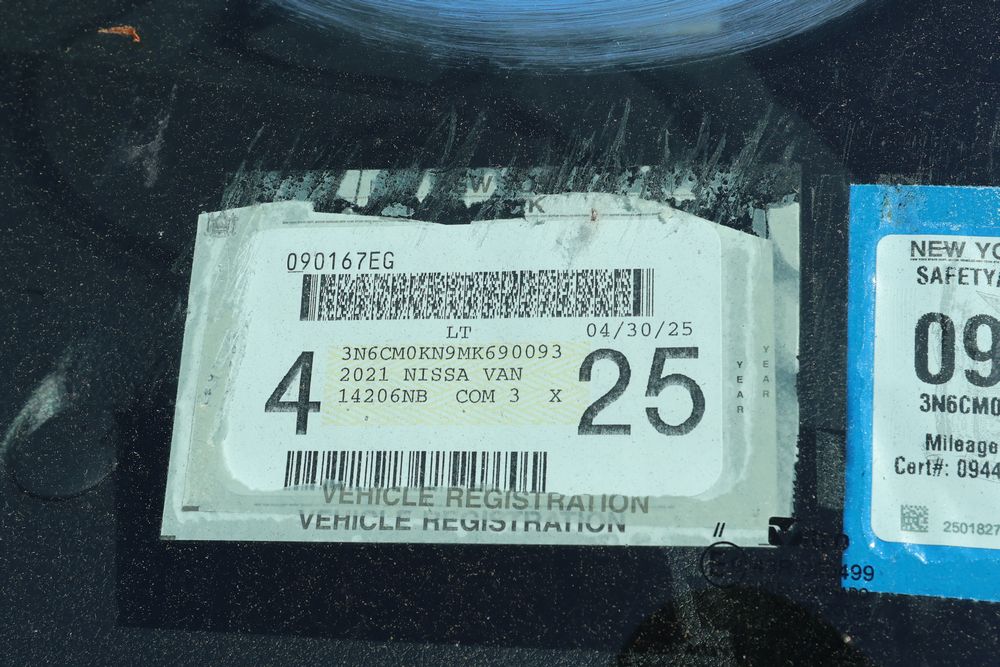 090167EG
LT 04/30/25
3N6CM0KN9MK690093
2021 NISSA VAN
14206NB COM 3 X
4 25
YEAR
YEAR
VEHICLE REGISTRATION
VEHICLE REGISTRATION
NEW YO
SAFETY
09
3N6CM0
Mileage
Cert#: 0944
2501827
499